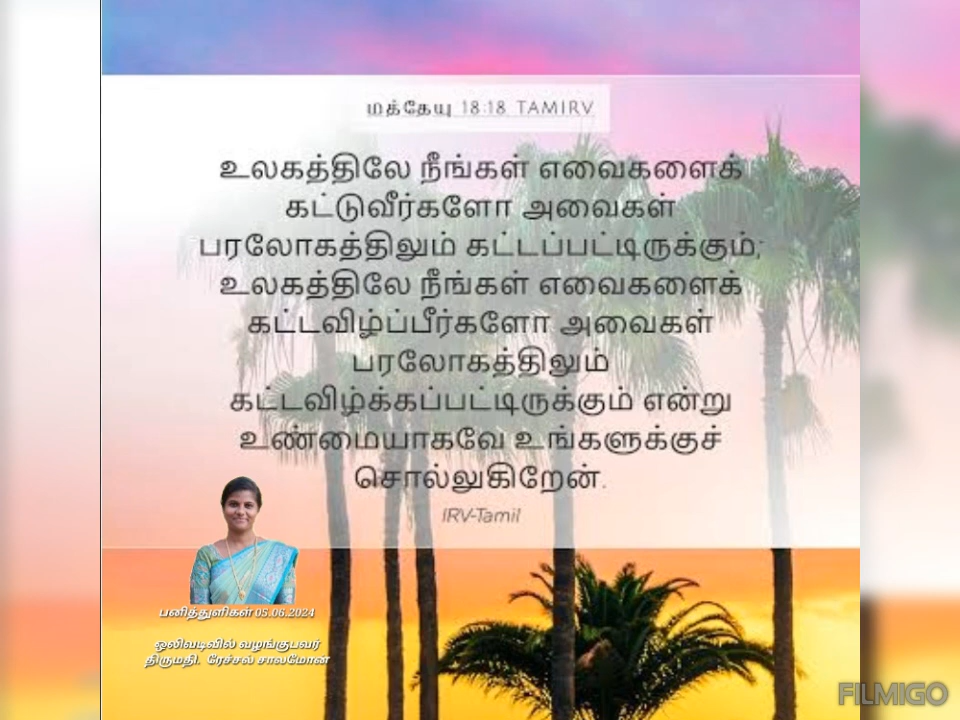 மத்தேயு 18:18 TAMIRV
உலகத்திலே நீங்கள் எவைகளைக்
கட்டுவீர்களோ அவைகள்
பரலோகத்திலும் கட்டப்பட்டிருக்கும்;
உலகத்திலே நீங்கள் எவைகளைக்
கட்டவிழ்ப்பீர்களோ அவைகள்
பரலோகத்திலும்
கட்டவிழ்க்கப்பட்டிருக்கும் என்று
உண்மையாகவே உங்களுக்குச்
சொல்லுகிறேன்.
IRV-Tamil
பனித்துளிகள் 05.06.2024
ஒலிவடிவில் வழங்குபவர்
திருமதி. ரேச்சல் சாலமோன்
FILMIGO